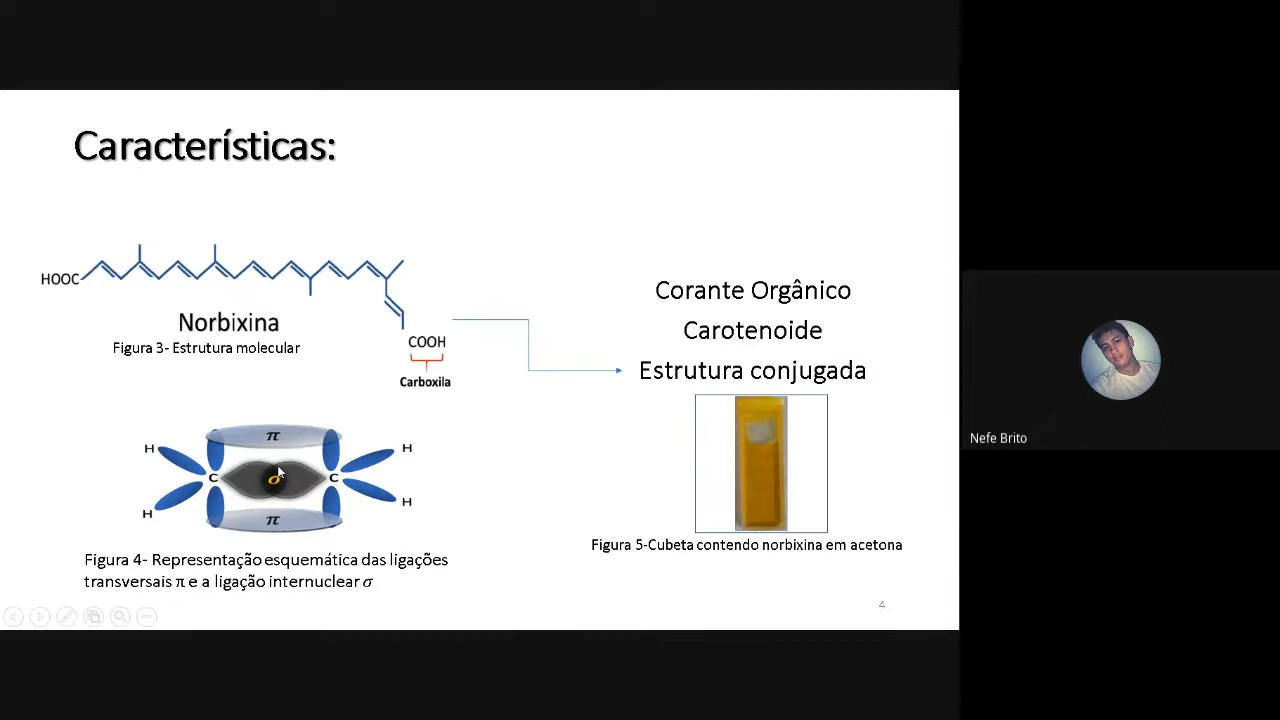 Características:
HOOC
Norbixina
Figura 3- Estrutura molecular
COOH
Carboxila
Corante Orgânico
Carotenoide
Estrutura conjugada
H
π
H
C
σ
C
H
π
H
Figura 4- Representação esquemática das ligações
transversais π e a ligação internuclear σ
Figura 5-Cubeta contendo norbixina em acetona
4
Nefe Brito